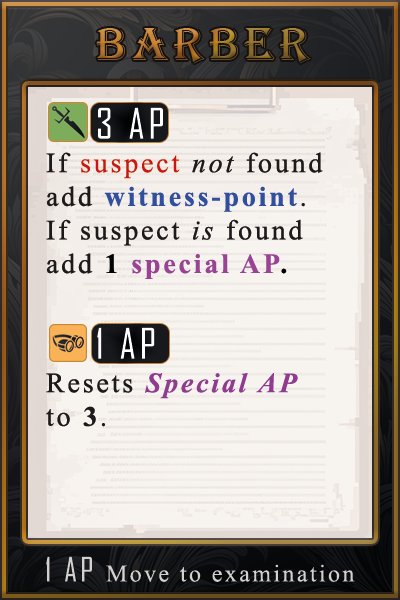 BARBER
3 AP
If suspect not found
add witness-point.
If suspect is found
add 1 special AP.
1 AP
Resets Special AP
to 3.
1 AP Move to examination